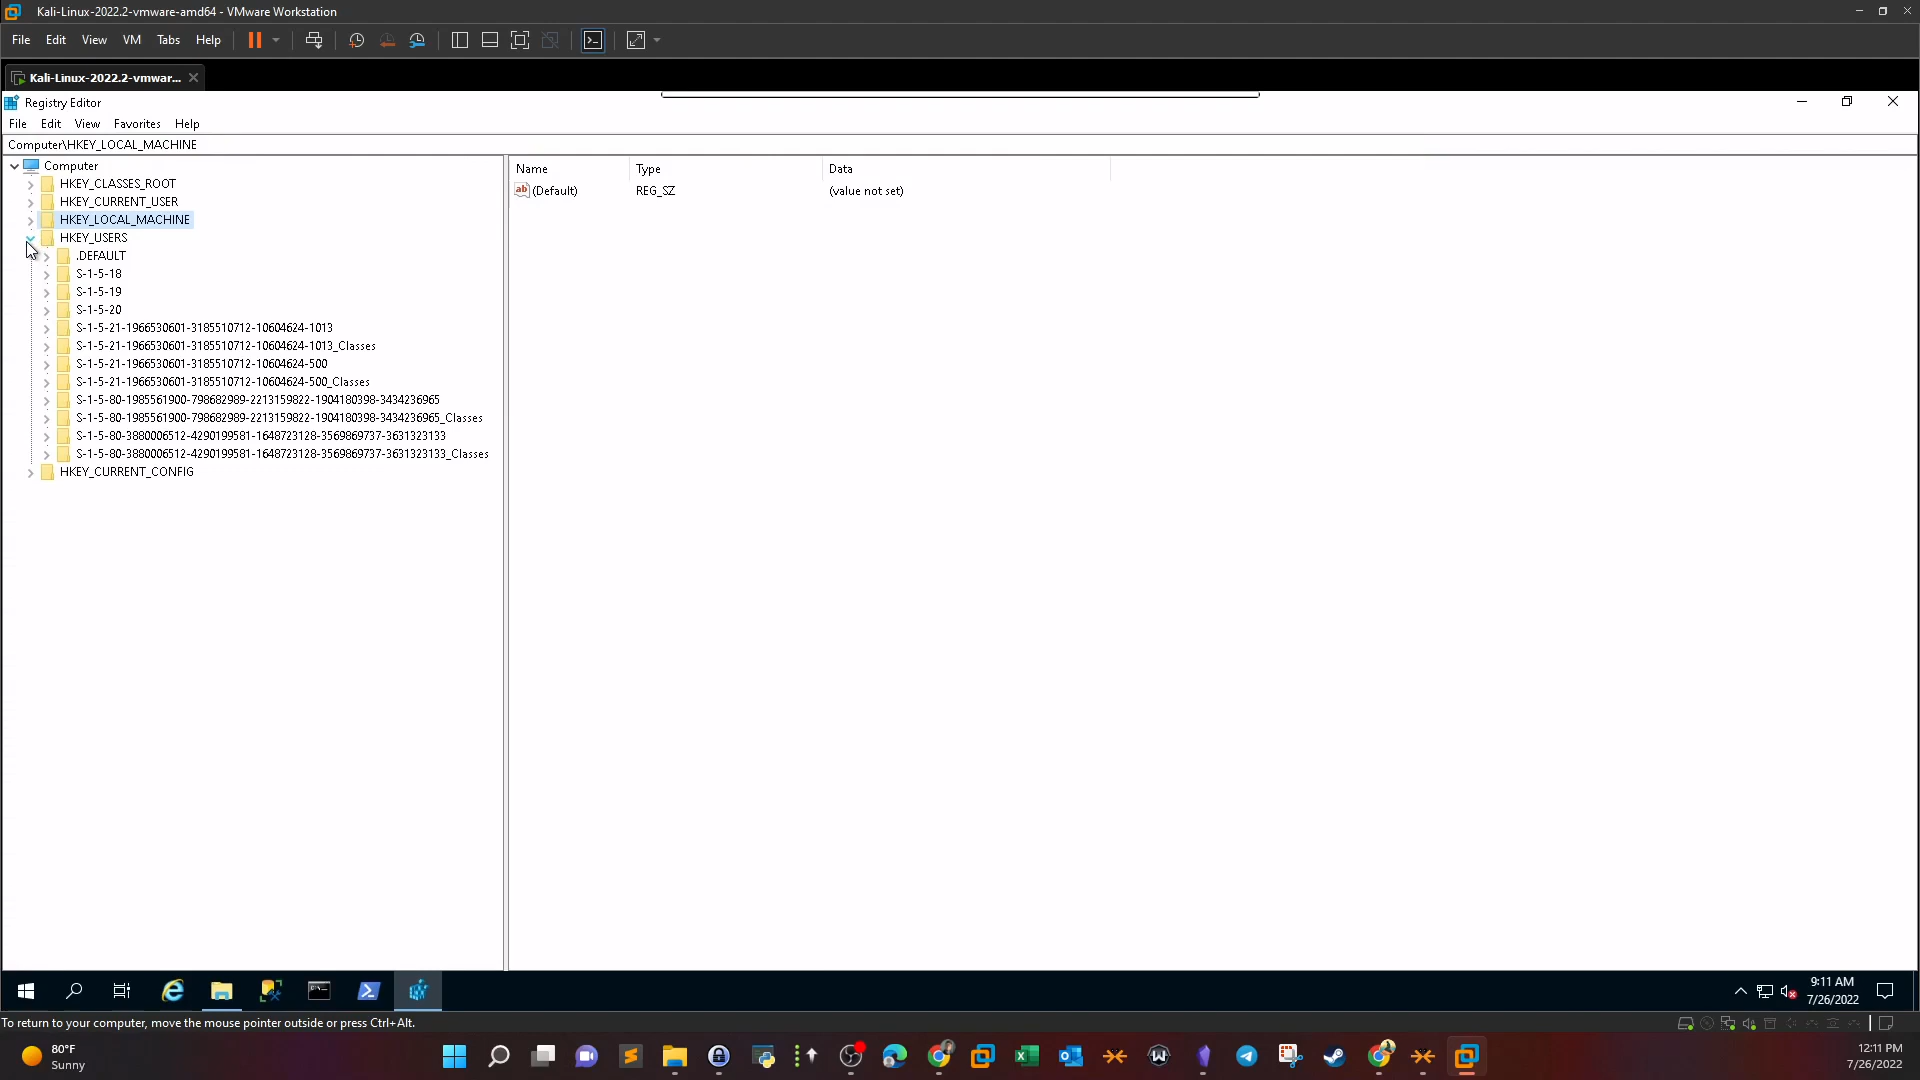 Kali-Linux-2022.2-vmware-amd64 - VMware Workstation
File Edit View VM Tabs Help
Kali-Linux-2022.2-vmwar...
Registry Editor
File Edit View Favorites Help
Computer\HKEY_LOCAL_MACHINE
Computer
HKEY_CLASSES_ROOT
HKEY_CURRENT_USER
HKEY_LOCAL_MACHINE
HKEY_USERS
.DEFAULT
S-1-5-18
S-1-5-19
S-1-5-20
S-1-5-21-1966530601-3185510712-10604624-1013
S-1-5-21-1966530601-3185510712-10604624-1013_Classes
S-1-5-21-1966530601-3185510712-10604624-500
S-1-5-21-1966530601-3185510712-10604624-500_Classes
S-1-5-80-1985561900-798682989-2213159822-1904180398-3434236965
S-1-5-80-1985561900-798682989-2213159822-1904180398-3434236965_Classes
S-1-5-80-3880006512-4290199581-1648723128-3569869737-3631323133
S-1-5-80-3880006512-4290199581-1648723128-3569869737-3631323133_Classes
HKEY_CURRENT_CONFIG
Name Type Data
(Default) REG_SZ (value not set)
9:11 AM
7/26/2022
To return to your computer, move the mouse pointer outside or press Ctrl+Alt.
80°F
Sunny
12:11 PM
7/26/2022